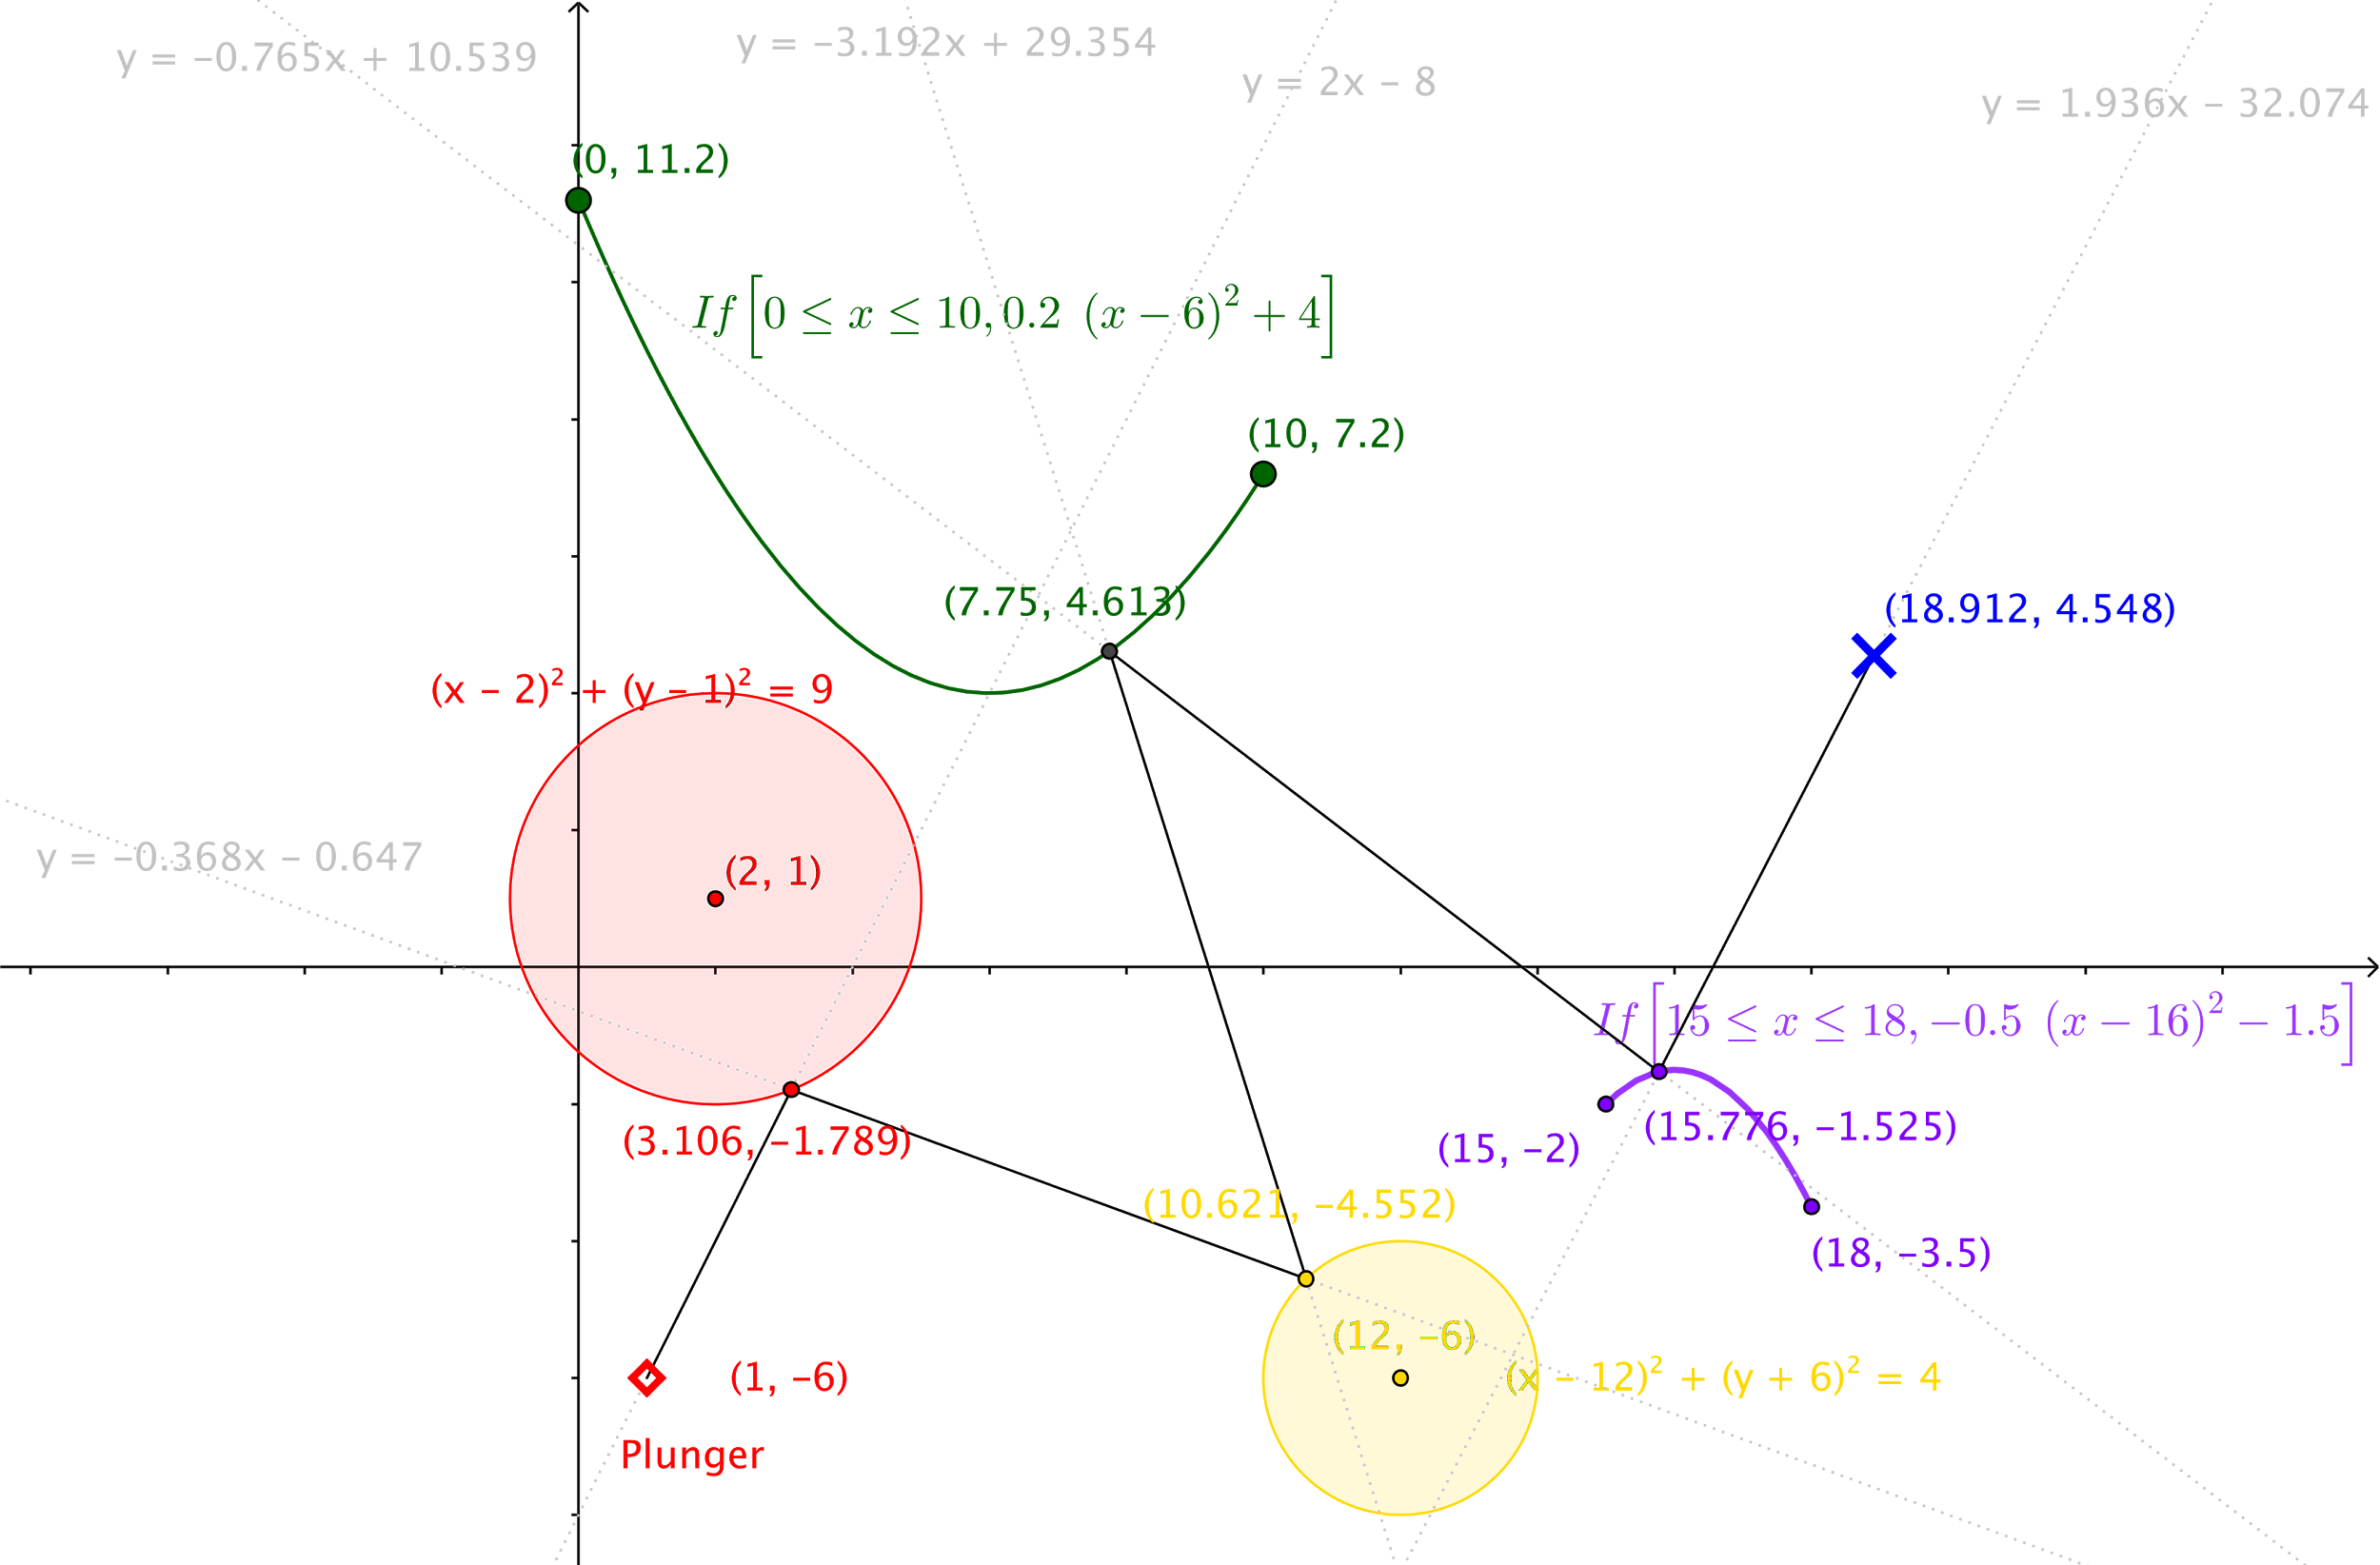 y = −0.765x + 10.539
y = −3.192x + 29.354
y = 2x − 8
y = 1.936x − 32.074
(0, 11.2)
If[0 ≤ x ≤ 10, 0.2 (x − 6)² + 4]
(10, 7.2)
(7.75, 4.613)
(18.912, 4.548)
(x − 2)² + (y − 1)² = 9
y = −0.368x − 0.647
(2, 1)
If[15 ≤ x ≤ 18, −0.5 (x − 16)² − 1.5]
(3.106, −1.789)
(15, −2)
(15.776, −1.525)
(10.621, −4.552)
(18, −3.5)
(12, −6)
(1, −6)
(x − 12)² + (y + 6)² = 4
Plunger